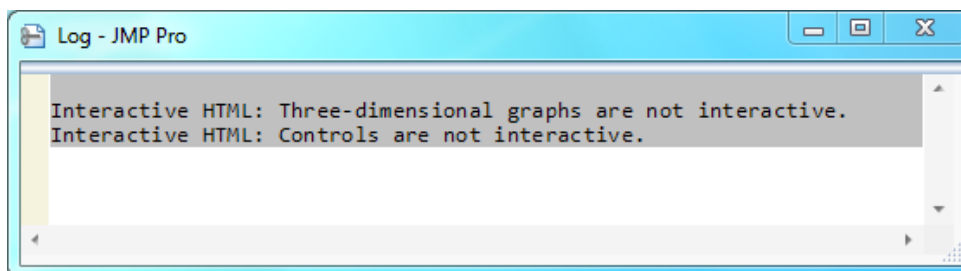 Log - JMP Pro
Interactive HTML: Three-dimensional graphs are not interactive.
Interactive HTML: Controls are not interactive.